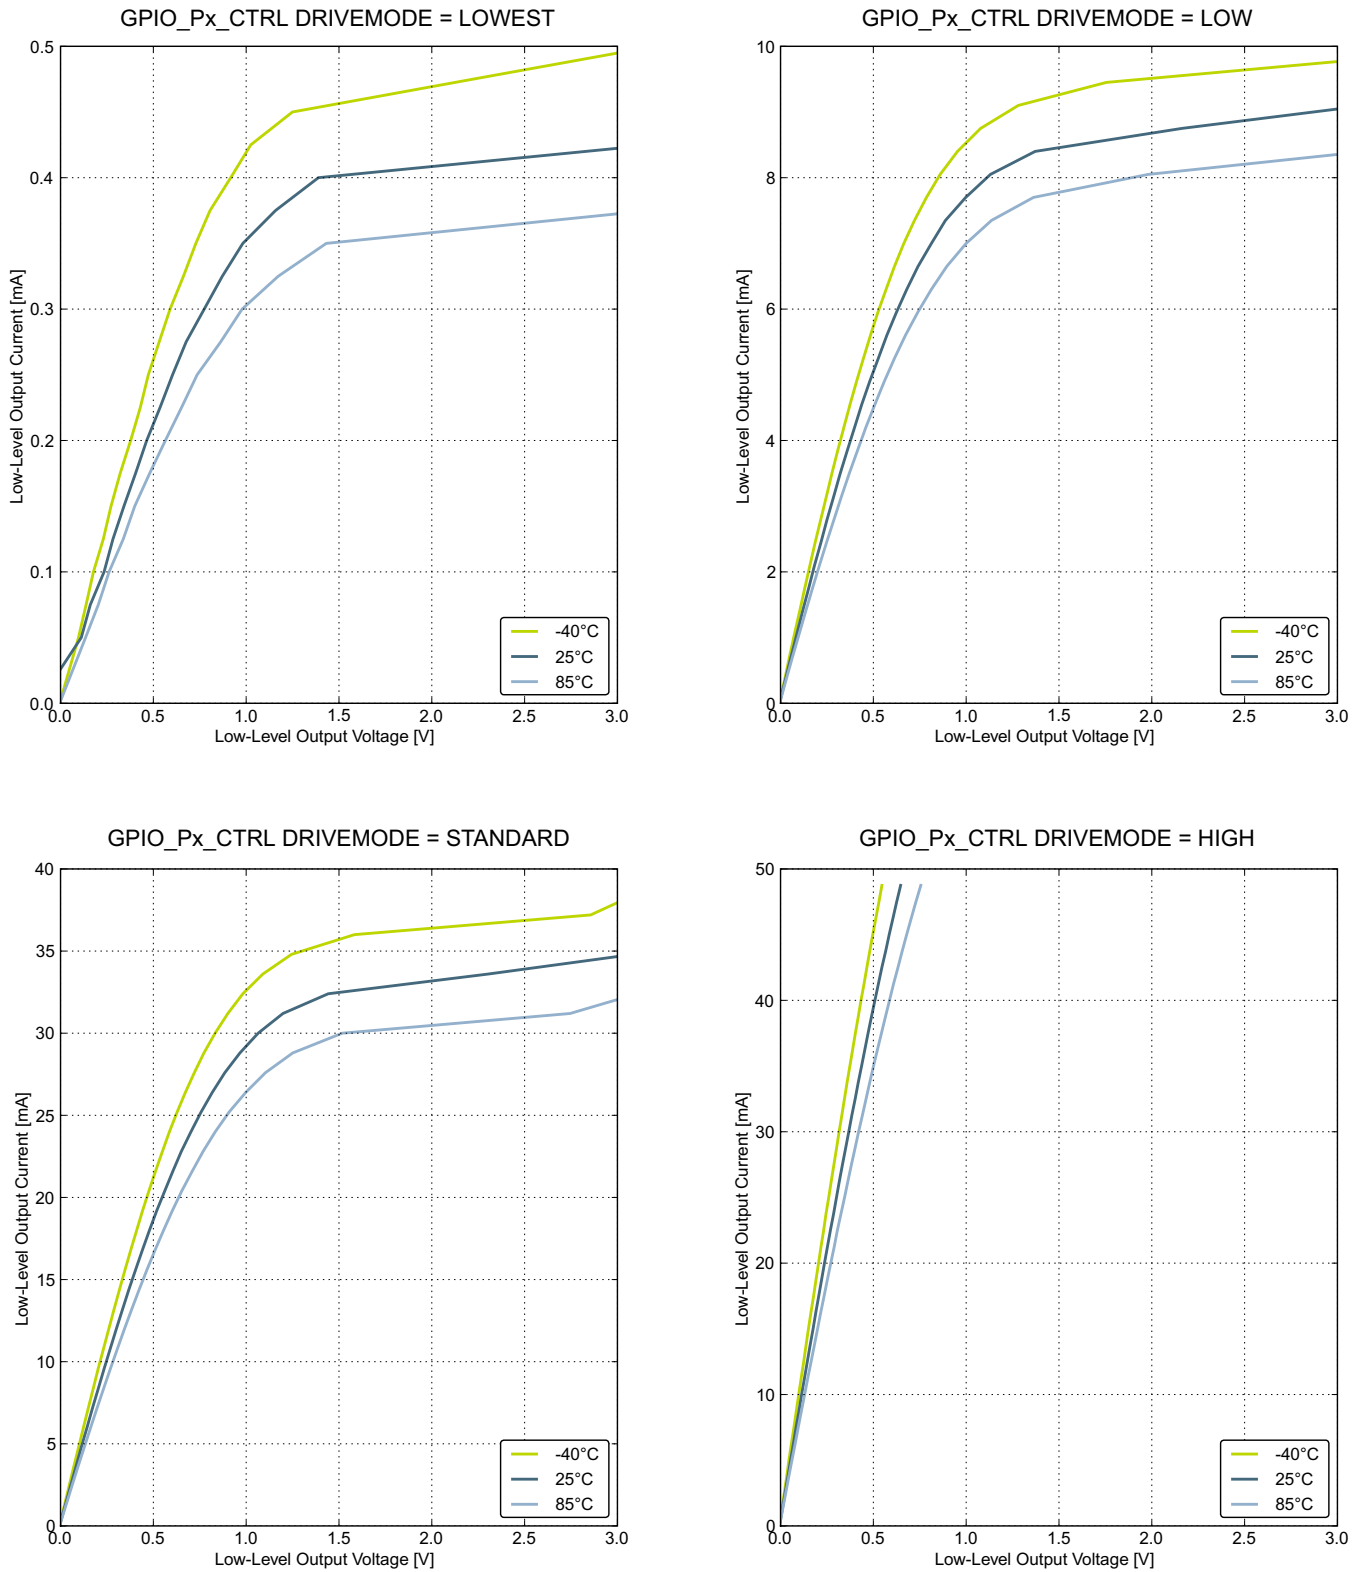 GPIO_Px_CTRL DRIVEMODE = LOWEST
0.5
0.4
0.3
0.2
0.1
0.0
Low-Level Output Current [mA]
-40°C
25°C
85°C
0.0 0.5 1.0 1.5 2.0 2.5 3.0
Low-Level Output Voltage [V]
GPIO_Px_CTRL DRIVEMODE = LOW
10
8
6
4
2
0
Low-Level Output Current [mA]
-40°C
25°C
85°C
0.0 0.5 1.0 1.5 2.0 2.5 3.0
Low-Level Output Voltage [V]
GPIO_Px_CTRL DRIVEMODE = STANDARD
40
35
30
25
20
15
10
5
0
Low-Level Output Current [mA]
-40°C
25°C
85°C
0.0 0.5 1.0 1.5 2.0 2.5 3.0
Low-Level Output Voltage [V]
GPIO_Px_CTRL DRIVEMODE = HIGH
50
40
30
20
10
0
Low-Level Output Current [mA]
-40°C
25°C
85°C
0.0 0.5 1.0 1.5 2.0 2.5 3.0
Low-Level Output Voltage [V]